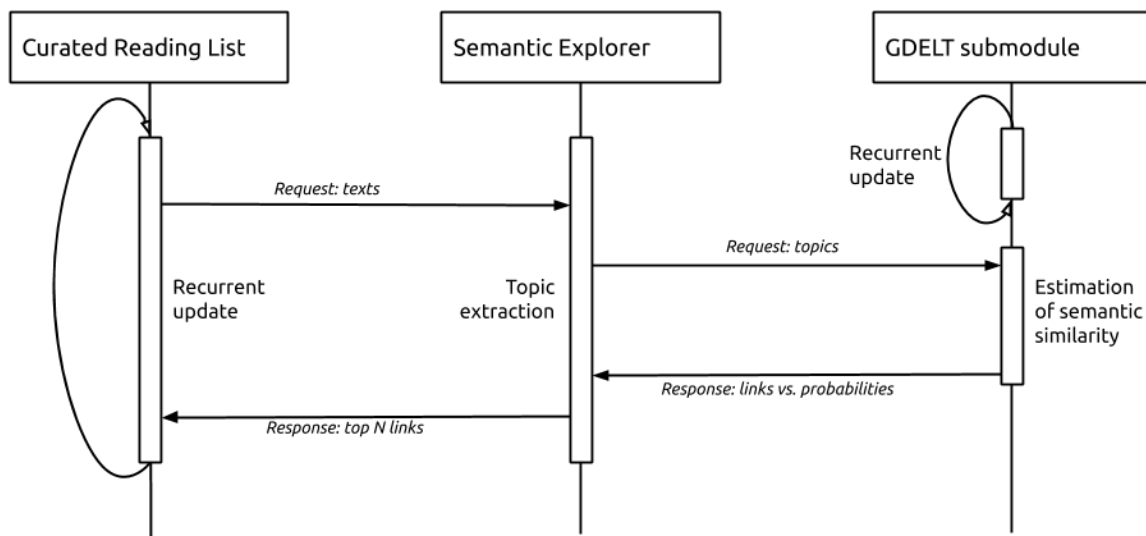 Curated Reading List
Semantic Explorer
GDELT submodule
Recurrent
update
Request: texts
Request: topics
Recurrent
update
Topic
extraction
Estimation
of semantic
similarity
Response: links vs. probabilities
Response: top N links